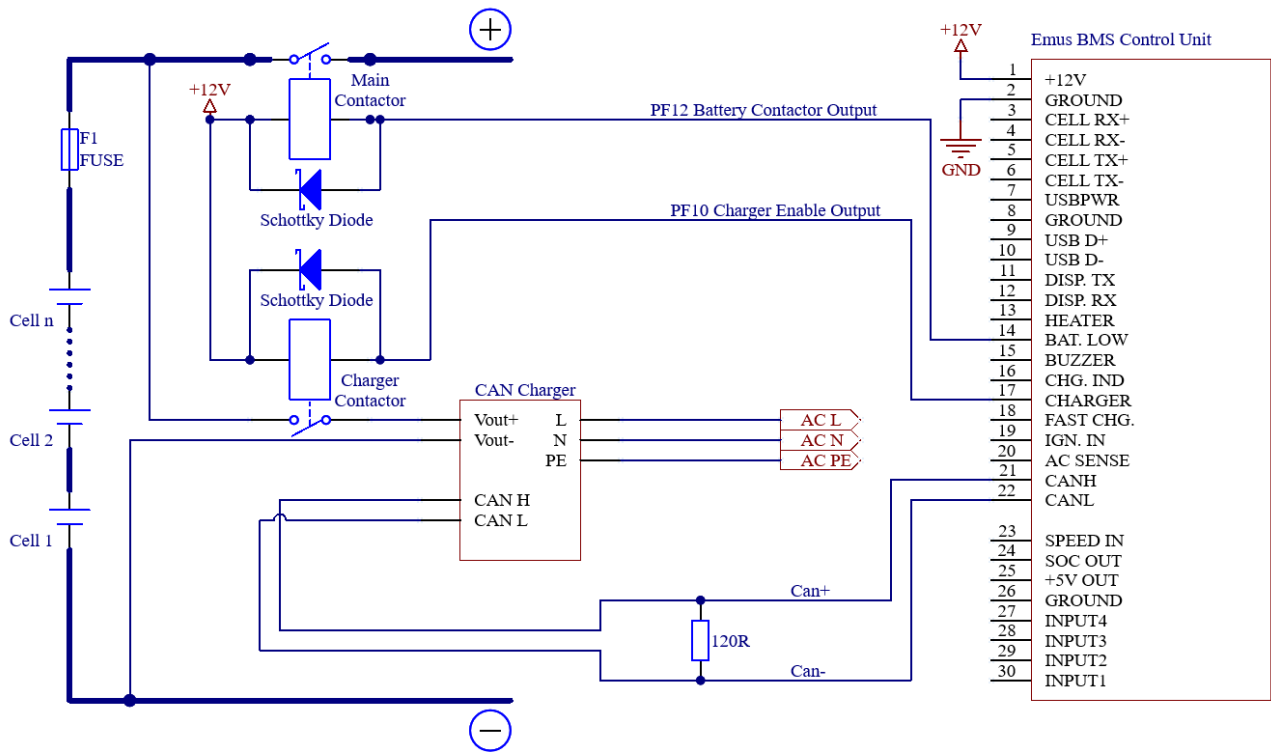 +12V
Emus BMS Control Unit
Main
Contactor
+12V
PF12 Battery Contactor Output
F1
FUSE
Schottky Diode
GND
PF10 Charger Enable Output
Schottky Diode
Cell n
Charger
Contactor
CAN Charger
Vout+ L AC L
Vout- N AC N
PE AC PE
Cell 2
CAN H
CAN L
Cell 1
Can+
120R
Can-
1 +12V
2 GROUND
3 CELL RX+
4 CELL RX-
5 CELL TX+
6 CELL TX-
7 USBPWR
8 GROUND
9 USB D+
10 USB D-
11 DISP. TX
12 DISP. RX
13 HEATER
14 BAT. LOW
15 BUZZER
16 CHG. IND
17 CHARGER
18 FAST CHG.
19 IGN. IN
20 AC SENSE
21 CANH
22 CANL
23 SPEED IN
24 SOC OUT
25 +5V OUT
26 GROUND
27 INPUT4
28 INPUT3
29 INPUT2
30 INPUT1